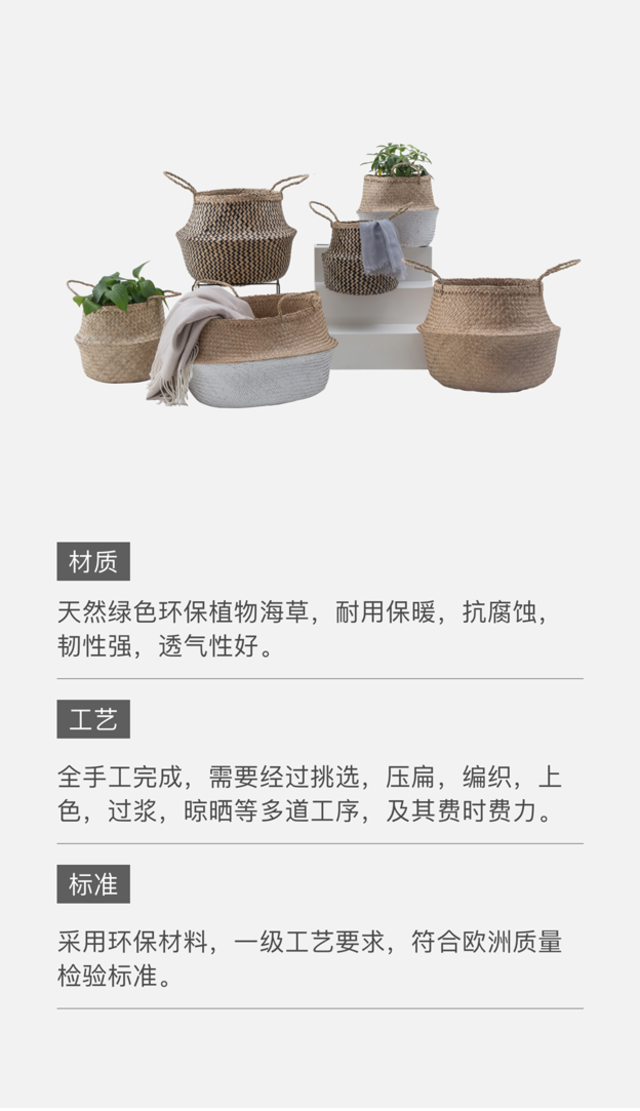 材质
天然绿色环保植物海草，耐用保暖，抗腐蚀，
韧性强，透气性好。
工艺
全手工完成，需要经过挑选，压扁，编织，上
色，过浆，晾晒等多道工序，及其费时费力。
标准
采用环保材料，一级工艺要求，符合欧洲质量
检验标准。